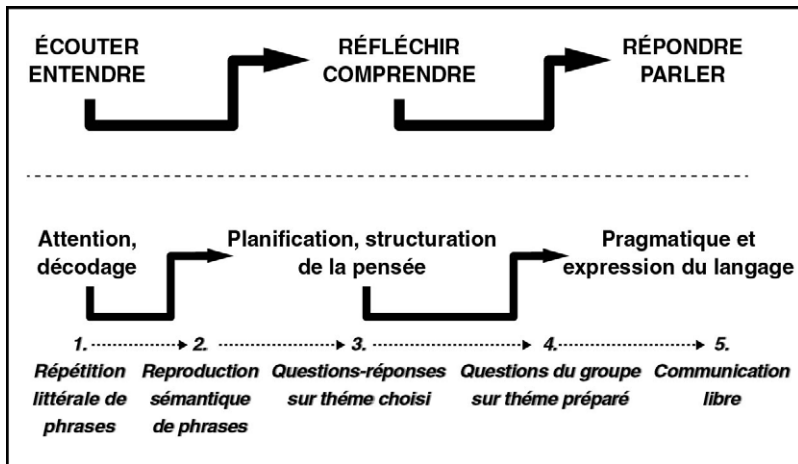 ÉCOUTER
ENTENDRE
RÉFLÉCHIR
COMPRENDRE
RÉPONDRE
PARLER
Attention,
décodage
Planification, structuration
de la pensée
Pragmatique et
expression du langage
1.
Répétition
littérale de
phrases
2.
Reproduction
sémantique
de phrases
3.
Questions-réponses
sur théme choisi
4.
Questions du groupe
sur théme préparé
5.
Communication
libre